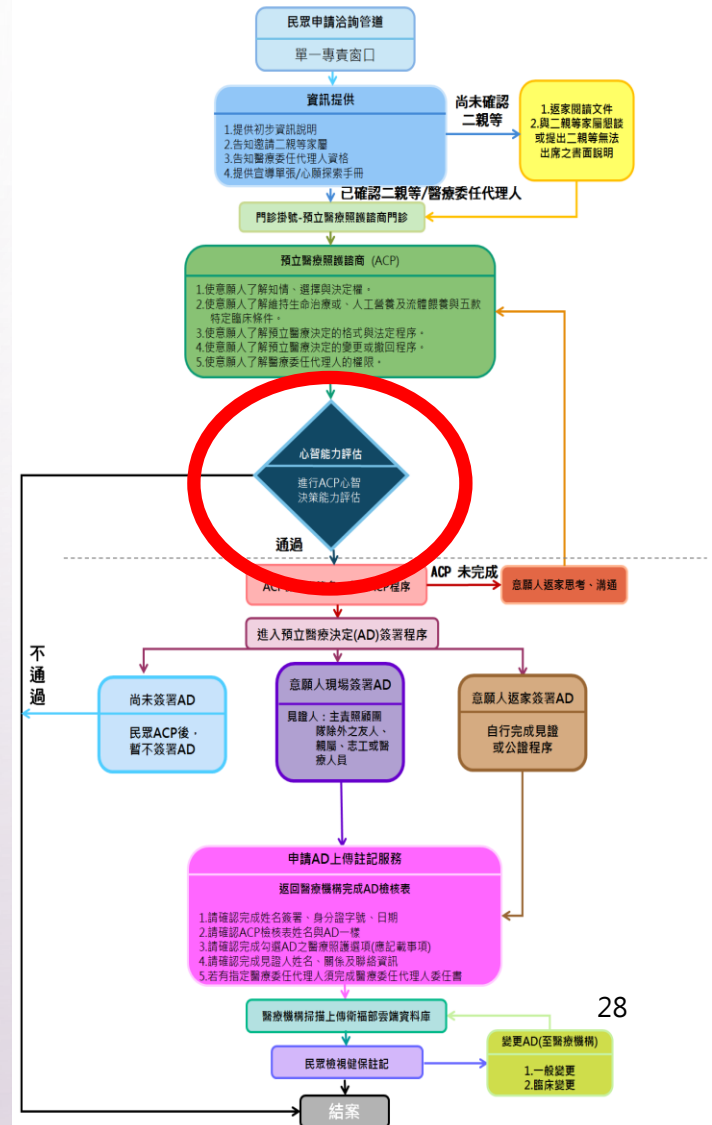 民眾申請洽詢管道
單一專責窗口
資訊提供
1.提供初步資訊說明
2.告知邀請二親等家屬
3.告知醫療委任代理人資格
4.提供宣導單張/心願探索手冊
尚未確認
二親等
1.返家閱讀文件
2.與二親等家屬懇談
或提出二親等無法
出席之書面說明
已確認二親等/醫療委任代理人
門診掛號-預立醫療照護諮商門診
預立醫療照護諮商 (ACP)
1.使意願人了解知情、選擇與決定權。
2.使意願人了解維持生命治療或、人工營養及流體餵養與五款
特定臨床條件。
3.使意願人了解預立醫療決定的格式與法定程序。
4.使意願人了解預立醫療決定的變更或撤回程序。
5.使意願人了解醫療委任代理人的權限。
心智能力評估
進行ACP心智
決策能力評估
通過
ACP 未完成
程序
意願人返家思考、溝通
進入預立醫療決定(AD)簽署程序
不
通
過
尚未簽署AD
民眾ACP後,
暫不簽署AD
意願人現場簽署AD
見證人:主責照顧團
隊除外之友人、
親屬、志工或醫
療人員
意願人返家簽署AD
自行完成見證
或公證程序
申請AD上傳註記服務
返回醫療機構完成AD檢核表
1.請確認完成姓名簽署、身分證字號、日期
2.請確認ACP檢核表姓名與AD一樣
3.請確認完成勾選AD之醫療照護選項(應記載事項)
4.請確認完成見證人姓名、關係及聯絡資訊
5.若有指定醫療委任代理人須完成醫療委任代理人委任書
28
醫療機構掃描上傳衛福部雲端資料庫
變更AD(至醫療機構)
1.一般變更
2.臨床變更
民眾檢視健保註記
結案